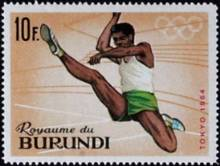 10F.
TOKYO, 1964
Royaume du
BURUNDI